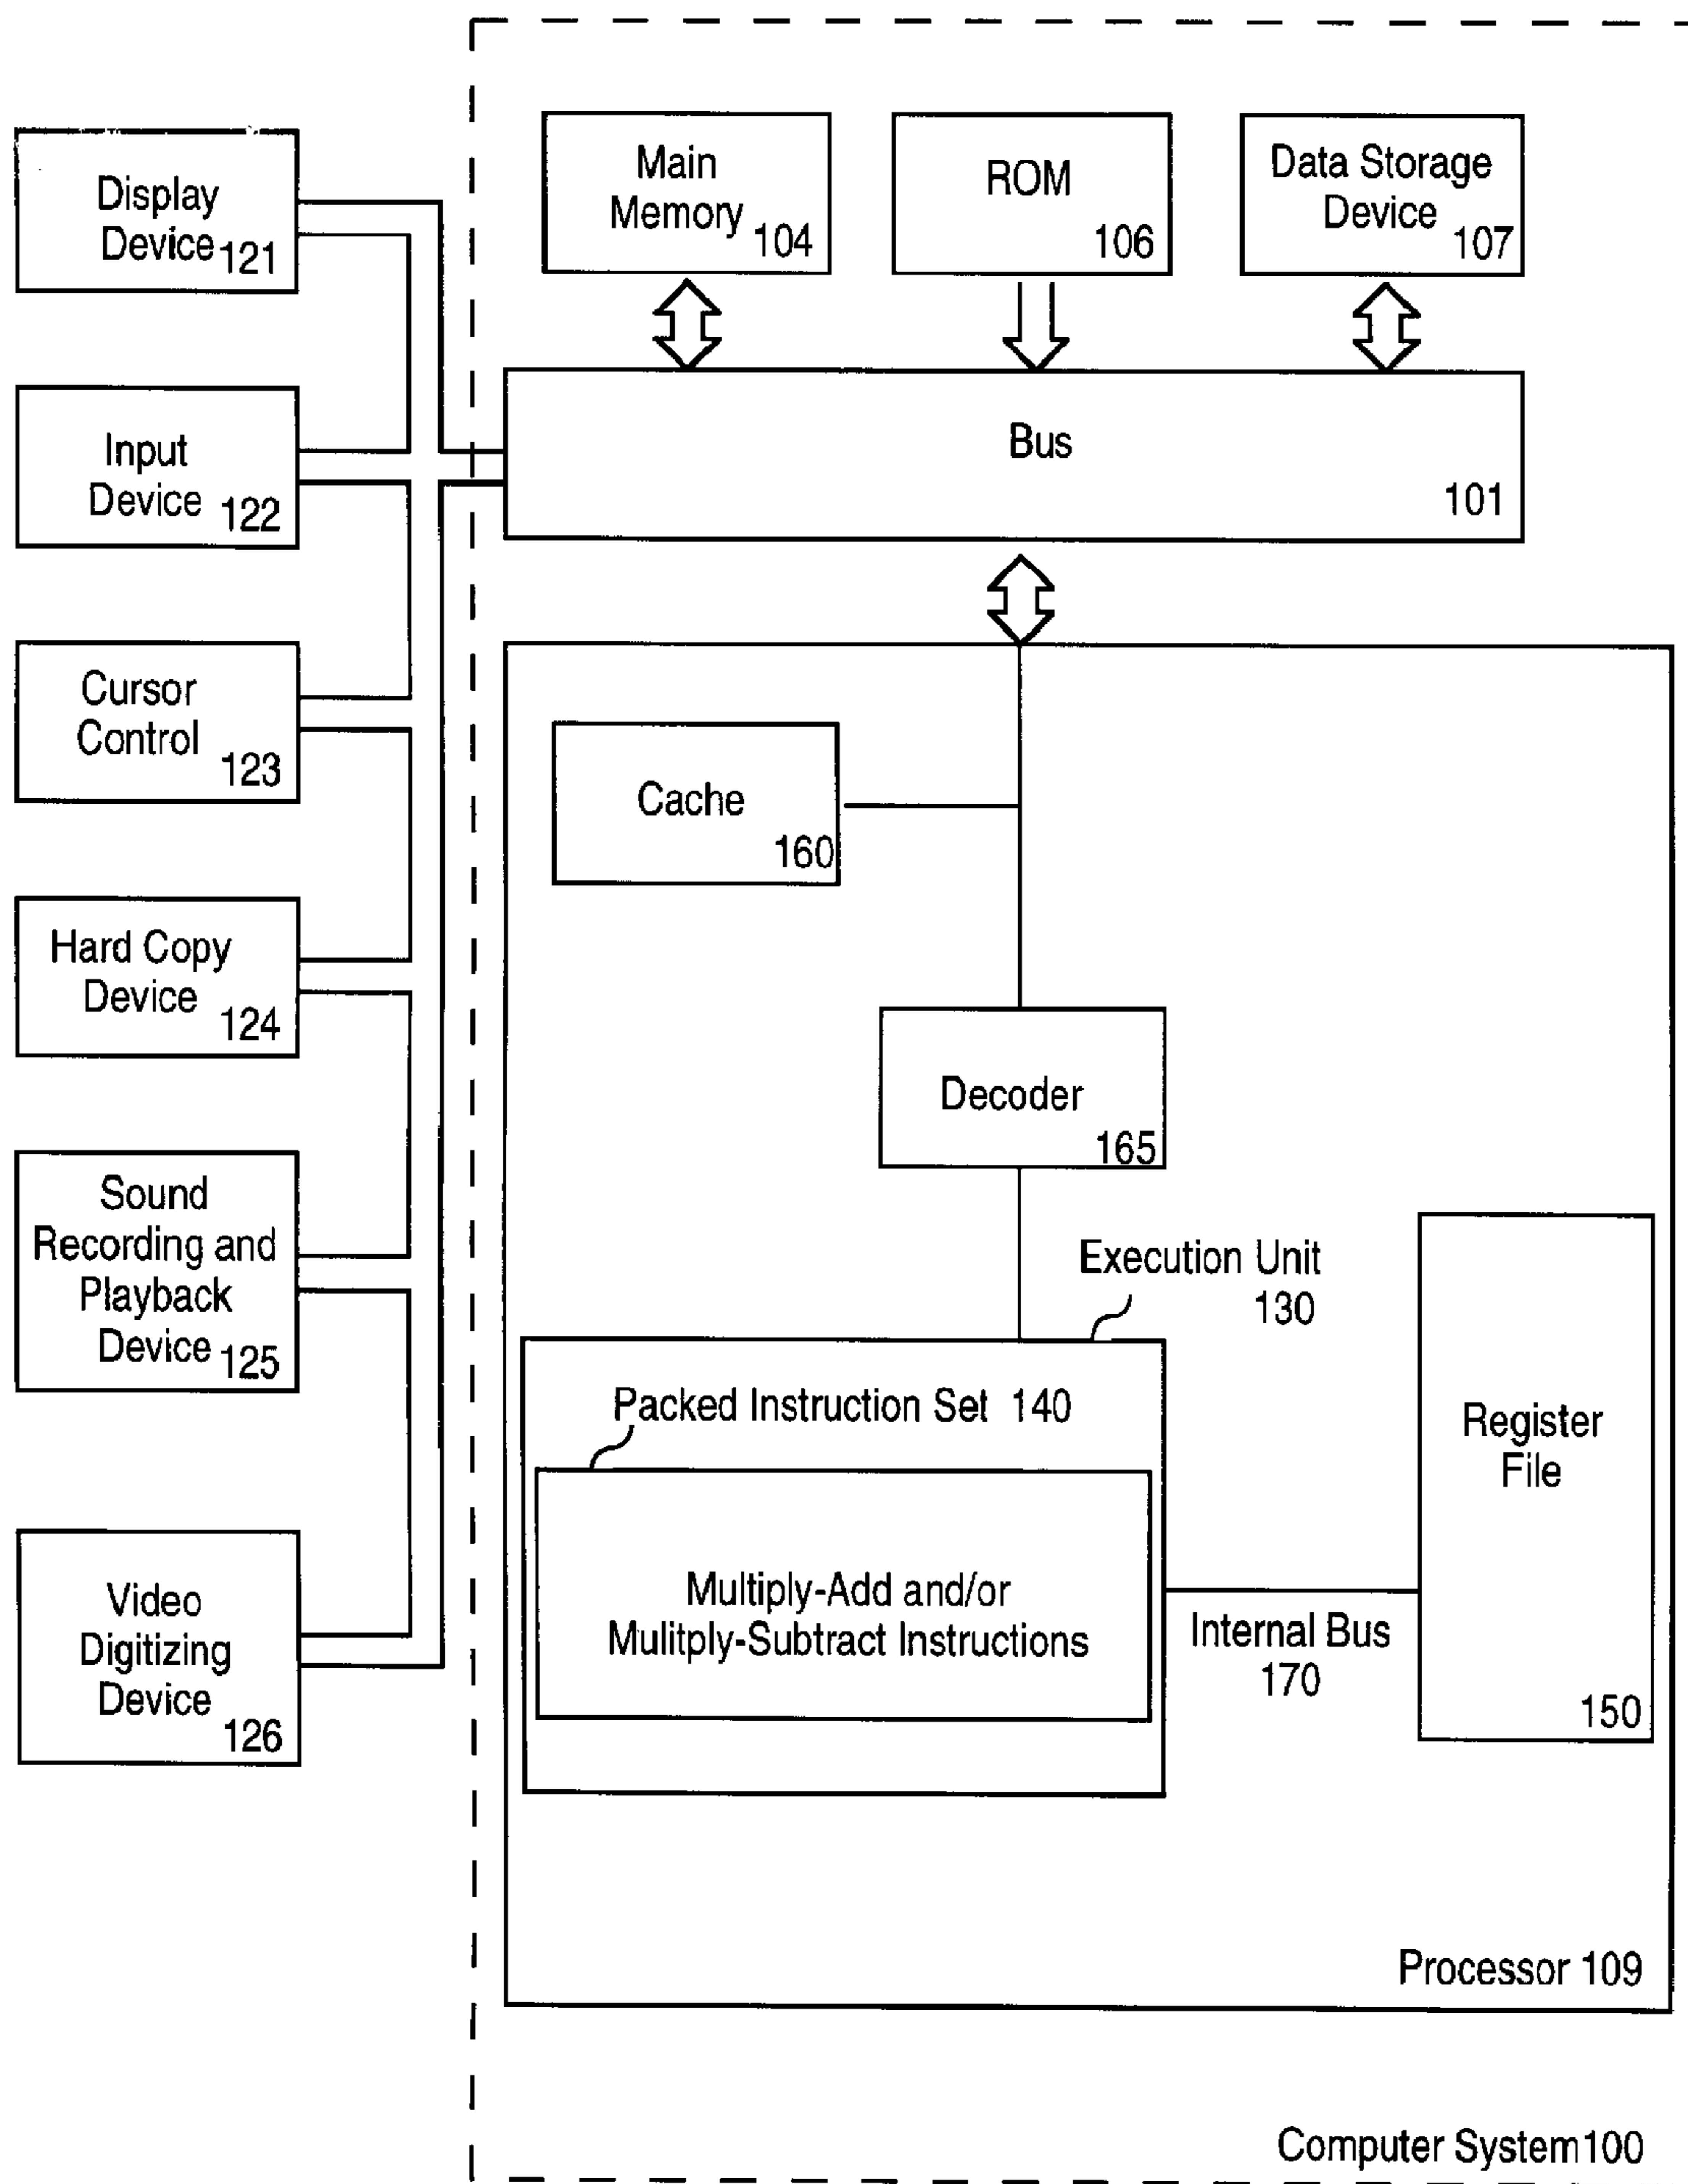 Display
Device 121
Input
Device 122
Cursor
Control
123
Hard Copy
Device
124
Sound
Recording and
Playback
Device 125
Video
Digitizing
Device
126
Main
Memory 104
ROM
106
Data Storage
Device 107
Bus
101
Cache
160
Decoder
165
Execution Unit
130
Packed Instruction Set 140
Multiply-Add and/or
Mulitply-Subtract Instructions
Internal Bus
170
Register
File
150
Processor 109
Computer System100